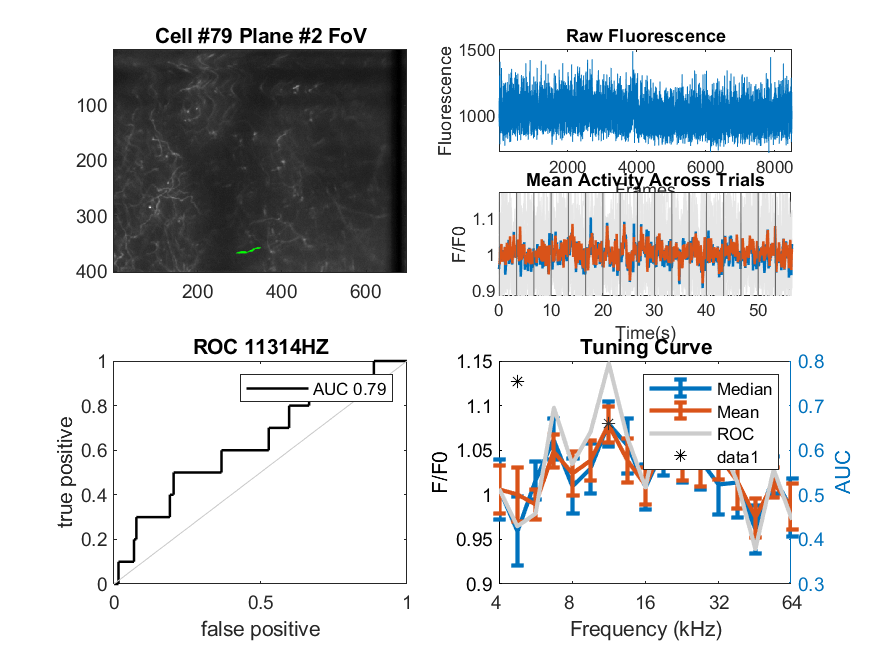 Cell #79 Plane #2 FoV
100
200
300
400
200
400
600
Raw Fluorescence
Fluorescence
1500
1000
2000
4000
6000
8000
Frames
Mean Activity Across Trials
F/F0
1.1
1
0.9
0
10
20
30
40
50
Time(s)
ROC 11314HZ
true positive
1
0.8
0.6
0.4
0.2
0
AUC 0.79
0
0.5
1
false positive
Tuning Curve
F/F0
1.15
1.1
1.05
1
0.95
0.9
Median
Mean
ROC
data1
0.8
0.7
0.6
0.5
0.4
0.3
AUC
4
8
16
32
64
Frequency (kHz)